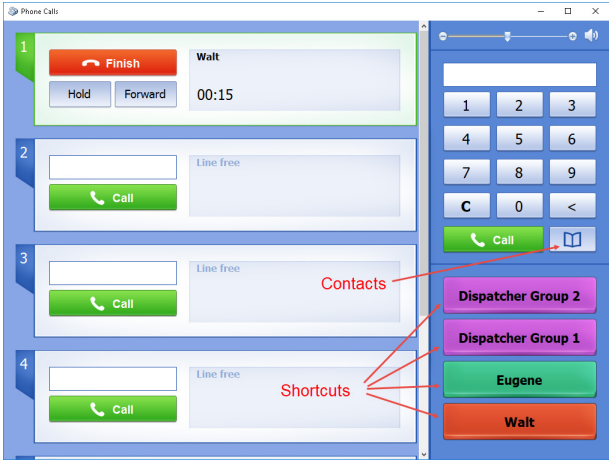 Phone Calls
1
Finish
Hold
Forward
Walt
00:15
2
Call
Line free
3
Call
Line free
4
Call
Line free
1 2 3
4 5 6
7 8 9
C 0 <
Call
Contacts
Shortcuts
Dispatcher Group 2
Dispatcher Group 1
Eugene
Walt